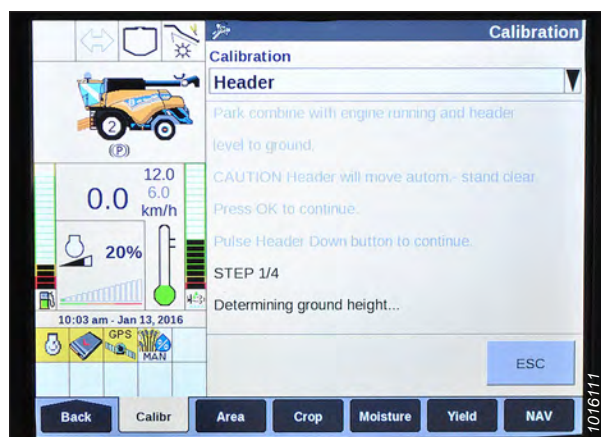 Calibration
Calibration
Header
Park combine with engine running and header
level to ground.
CAUTION Header will move autom.- stand clear.
Press OK to continue.
Pulse Header Down button to continue.
STEP 1/4
Determining ground height...
ESC
2
(P)
12.0
0.0
6.0
km/h
20%
10:03 am - Jan 13, 2016
GPS
MAN
Back
Calibr
Area
Crop
Moisture
Yield
NAV
1016111